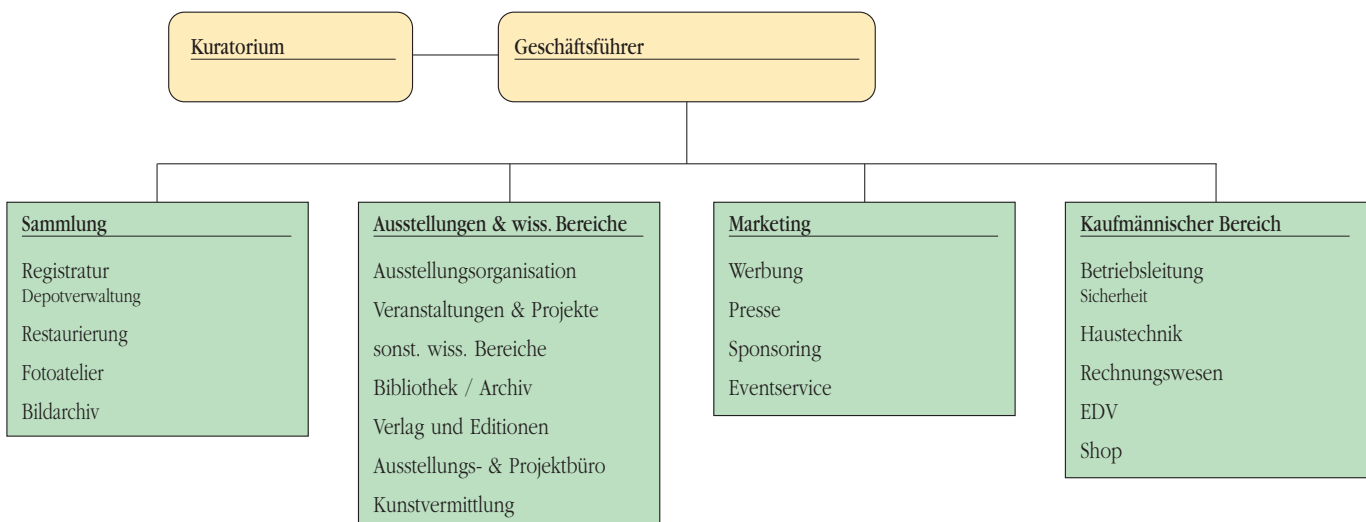 Kuratorium
Geschäftsführer
Sammlung
Registratur
Depotverwaltung
Restaurierung
Fotoatelier
Bildarchiv
Ausstellungen & wiss. Bereiche
Ausstellungsorganisation
Veranstaltungen & Projekte
sonst. wiss. Bereiche
Bibliothek / Archiv
Verlag und Editionen
Ausstellungs- & Projektbüro
Kunstvermittlung
Marketing
Werbung
Presse
Sponsoring
Eventservice
Kaufmännischer Bereich
Betriebsleitung
Sicherheit
Haustechnik
Rechnungswesen
EDV
Shop